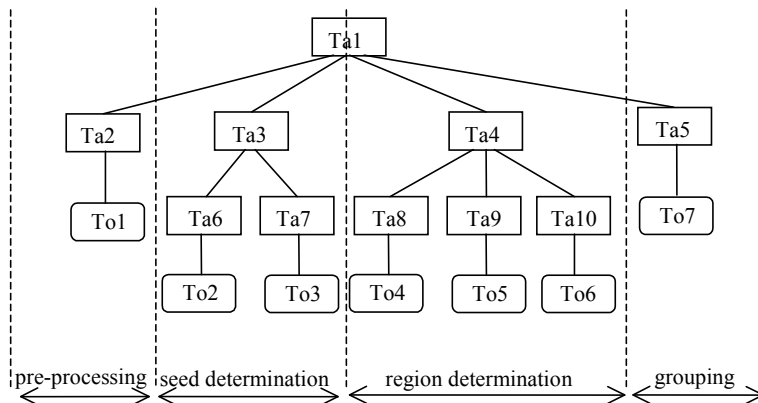 Ta1
Ta2
Ta3
Ta4
Ta5
Ta6
Ta7
Ta8
Ta9
Ta10
To1
To7
To2
To3
To4
To5
To6
pre-processing
seed determination
region determination
grouping